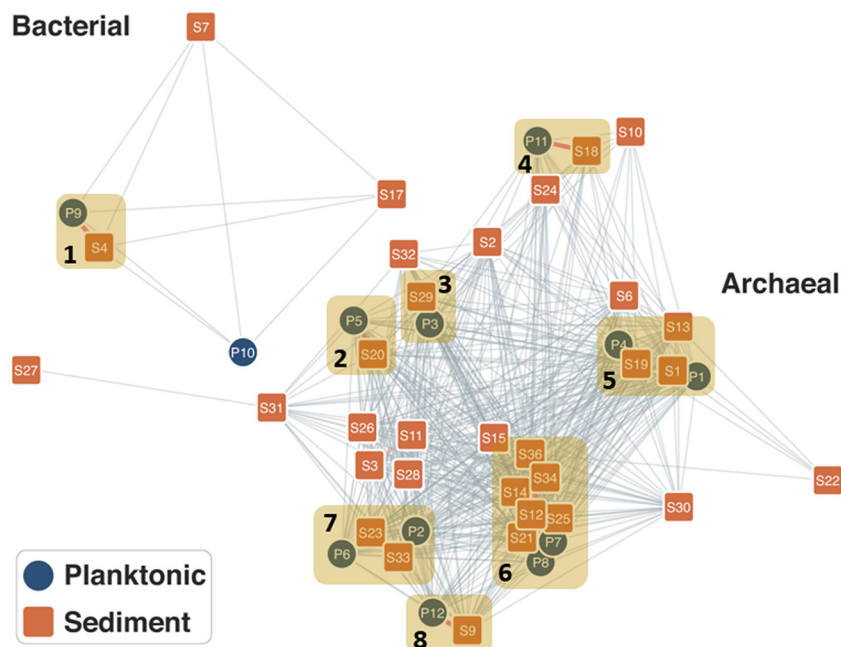 Bacterial
S7
P11
S10
S18
4
S24
S17
P9
S4
1
S2
S32
3
S29
P3
S6
Archaeal
S13
P5
S20
2
P4
S19
S1
P1
5
P10
S27
S31
S26
S11
S15
S3
S28
S36
S34
S14
S12
S25
S21
P7
P8
6
S22
S30
7
S23
P2
P6
S33
P12
S9
8
Planktonic
Sediment